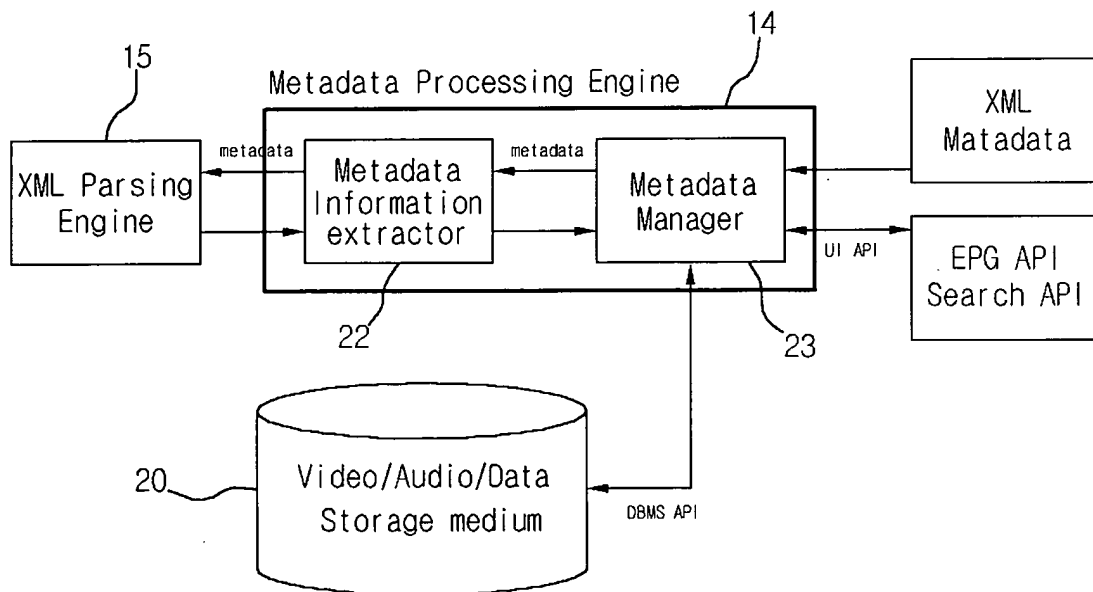 15
14
Metadata Processing Engine
XML
Matadata
metadata
metadata
XML Parsing
Engine
Metadata
Information
extractor
Metadata
Manager
UI API
EPG API
Search API
22
23
20
Video/Audio/Data
Storage medium
DBMS API